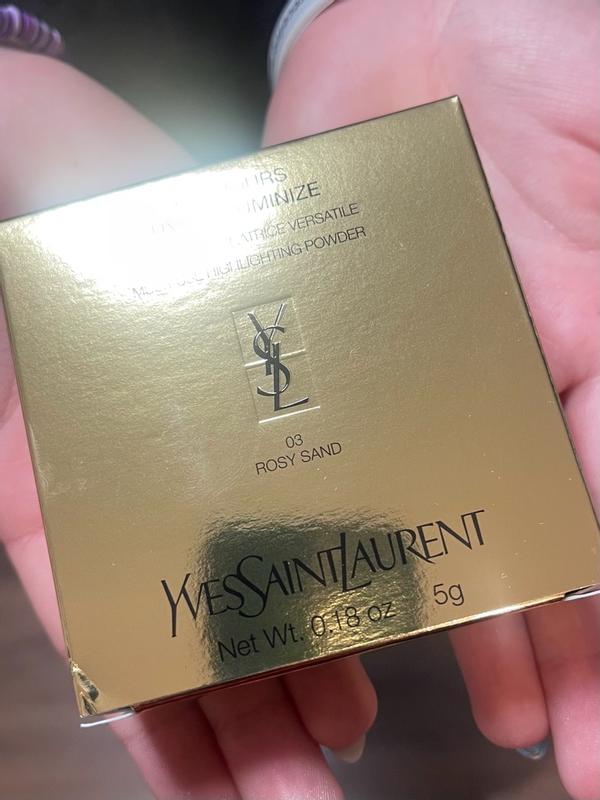 HIGHLIGHTING POWDER
VERSATILE
YSL
03
ROSY SAND
YVESSAINTLAURENT
Net Wt. 0.18 oz 5g